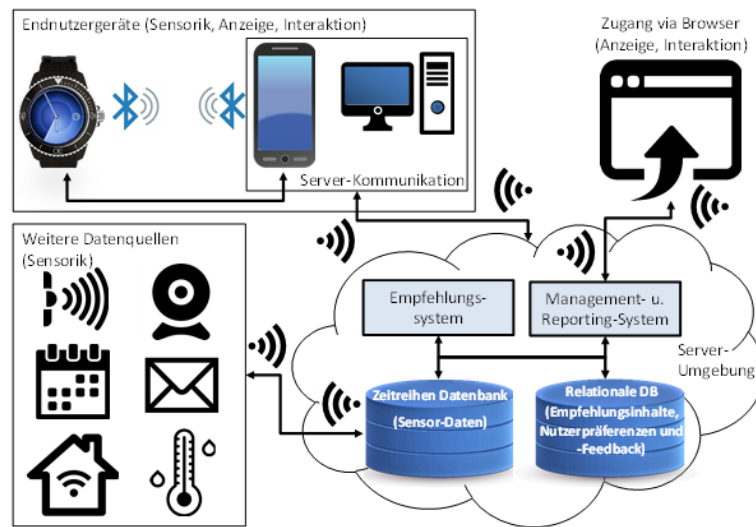 Endnutzergeräte (Sensorik, Anzeige, Interaktion)
Server-Kommunikation
Zugang via Browser
(Anzeige, Interaktion)
Weitere Datenquellen
(Sensorik)
Empfehlungs-
system
Management- u.
Reporting-System
Server-
Umgebung
Zeitreihen Datenbank
(Sensor-Daten)
Relationale DB
(Empfehlungsinhalte,
Nutzerpräferenzen und
-Feedback)